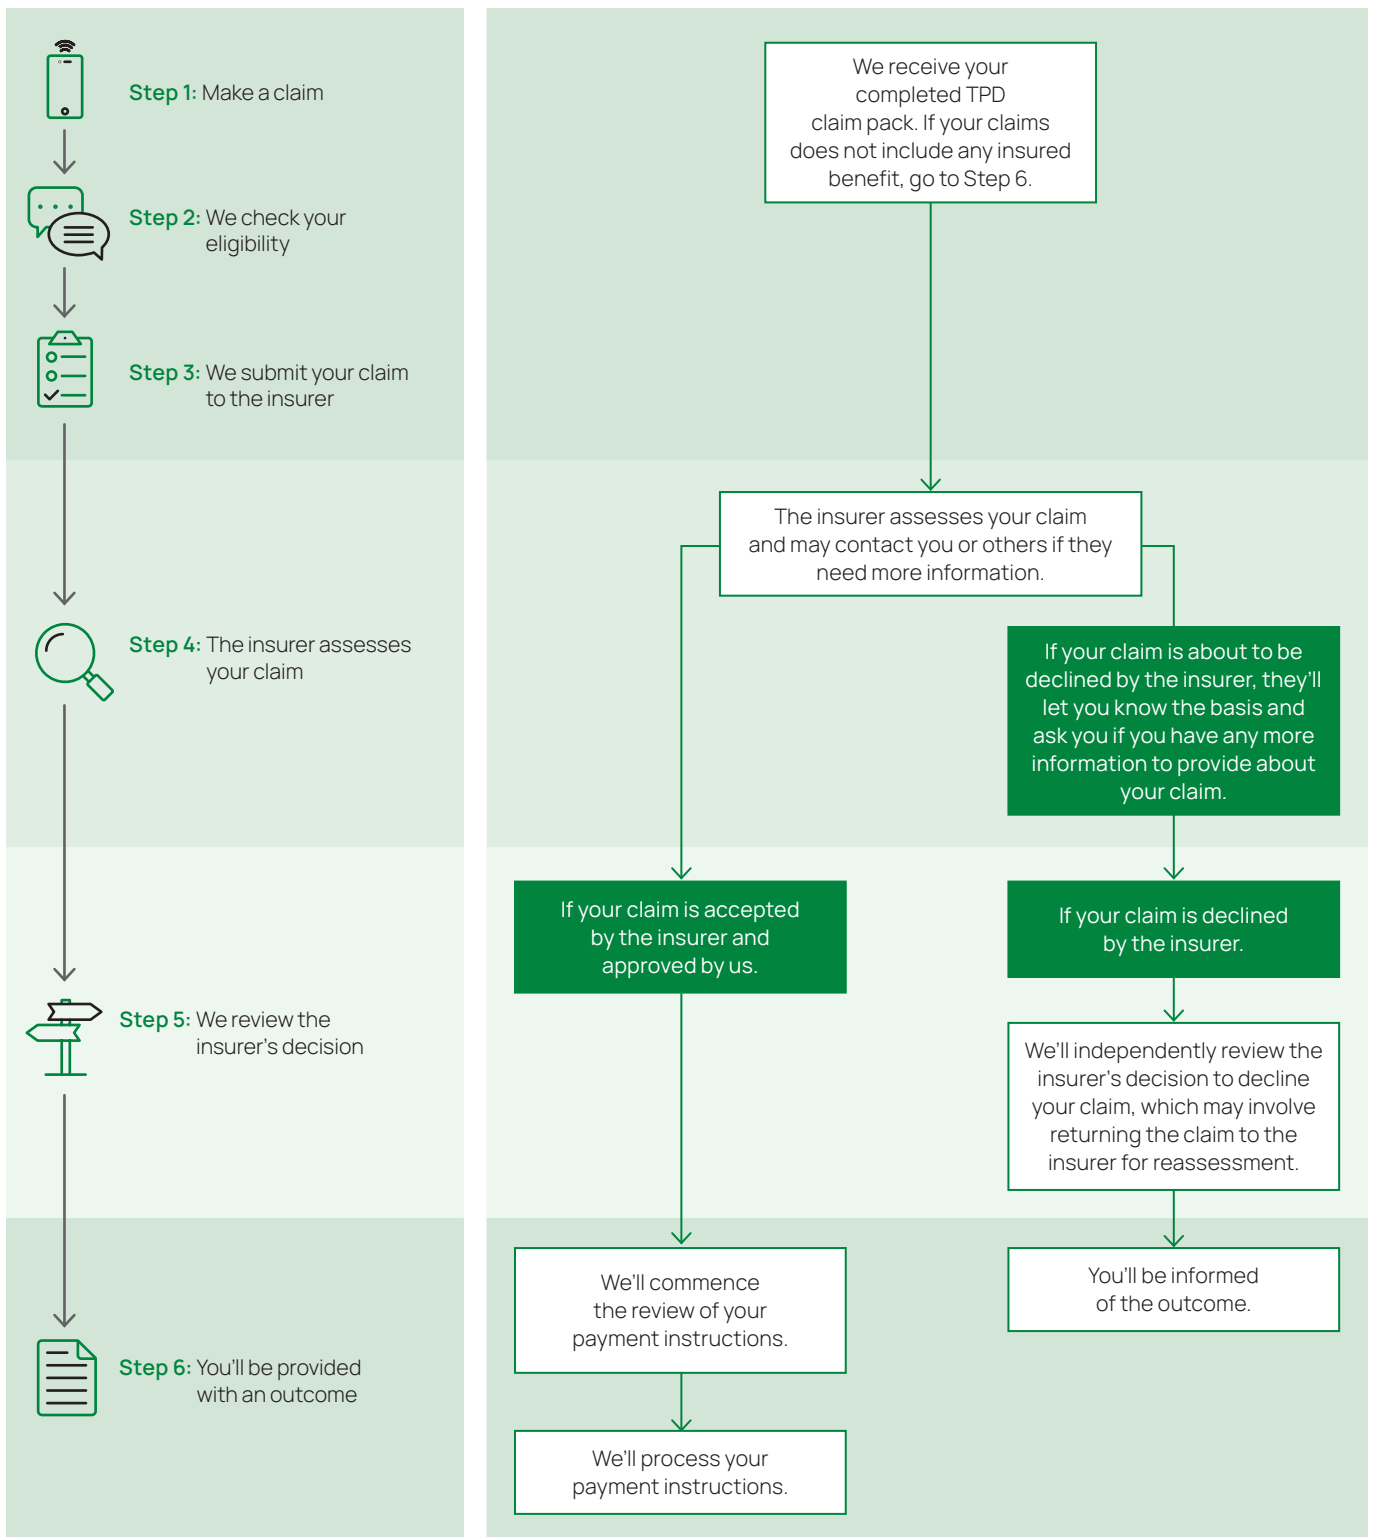 Step 1: Make a claim
Step 2: We check your
eligibility
Step 3: We submit your claim
to the insurer
Step 4: The insurer assesses
your claim
Step 5: We review the
insurer’s decision
Step 6: You’ll be provided
with an outcome
We receive your
completed TPD
claim pack. If your claims
does not include any insured
benefit, go to Step 6.
The insurer assesses your claim
and may contact you or others if they
need more information.
If your claim is about to be
declined by the insurer, they’ll
let you know the basis and
ask you if you have any more
information to provide about
your claim.
If your claim is accepted
by the insurer and
approved by us.
If your claim is declined
by the insurer.
We’ll independently review the
insurer’s decision to decline
your claim, which may involve
returning the claim to the
insurer for reassessment.
We’ll commence
the review of your
payment instructions.
You’ll be informed
of the outcome.
We’ll process your
payment instructions.